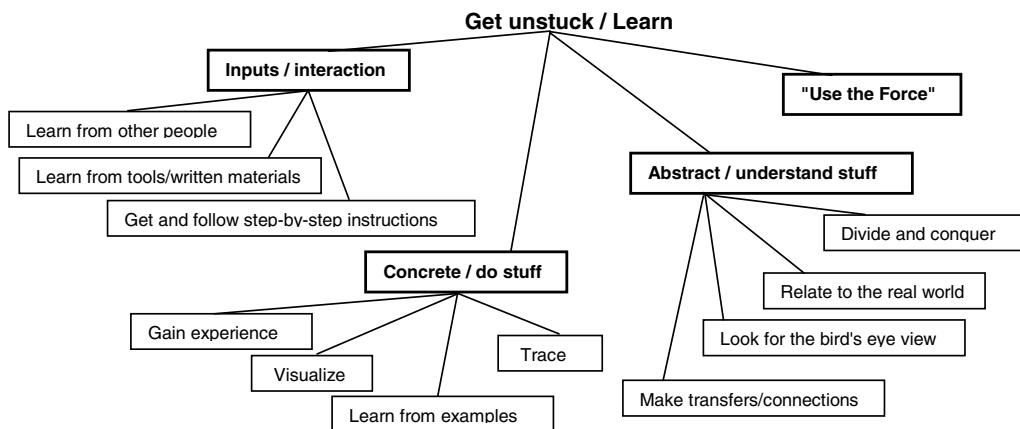 Get unstuck / Learn
Inputs / interaction
"Use the Force"
Learn from other people
Learn from tools/written materials
Abstract / understand stuff
Get and follow step-by-step instructions
Divide and conquer
Concrete / do stuff
Relate to the real world
Gain experience
Look for the bird's eye view
Trace
Visualize
Make transfers/connections
Learn from examples